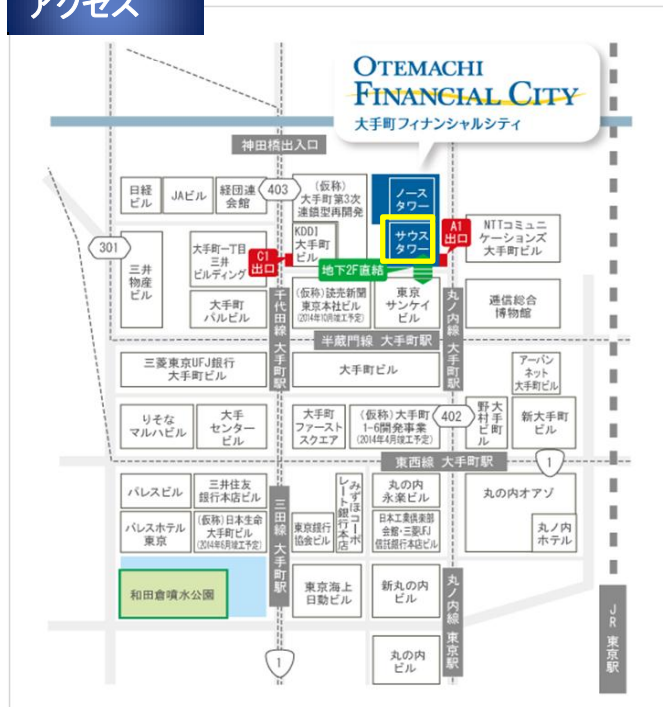 アクセス
OTEMACHI
FINANCIAL CITY
大手町フィナンシャルシティ
神田橋出入口
日経
ビル
JAビル
経団連
会館
403
(仮称)
大手町第3次
連鎖型再開発
ノース
タワー
サウス
タワー
A1
出口
NTTコミュニ
ケーションズ
大手町ビル
301
三井
物産
ビル
大手町一丁目
三井
ビルディング
C1
出口
KDDI
大手町
ビル
地下2F直結
大手町
パルビル
千代田線 大手町駅
(仮称)読売新聞
東京本社ビル
(2014年10月竣工予定)
東京
サンケイ
ビル
丸ノ内線 大手町駅
逓信総合
博物館
半蔵門線 大手町駅
三菱東京UFJ銀行
大手町ビル
大手町ビル
アーバン
ネット
大手町ビル
りそな
マルハビル
大手
センター
ビル
大手町
ファースト
スクエア
(仮称)大手町
1-6開発事業
(2014年4月竣工予定)
402
大手町
野村ビル
新大手町
ビル
東西線 大手町駅
1
パレスビル
三井住友
銀行本店ビル
三田線 大手町駅
みずほコーポ
レート銀行本店
丸の内
永楽ビル
丸の内オアゾ
パレスホテル
東京
(仮称)日本生命
大手町ビル
(2014年6月竣工予定)
東京銀行
協会ビル
日本工業倶楽部
会館・三菱UFJ
信託銀行本店ビル
丸ノ内
ホテル
和田倉噴水公園
東京海上
日動ビル
新丸の内
ビル
丸ノ内線 東京駅
JR 東京駅
1
丸の内
ビル